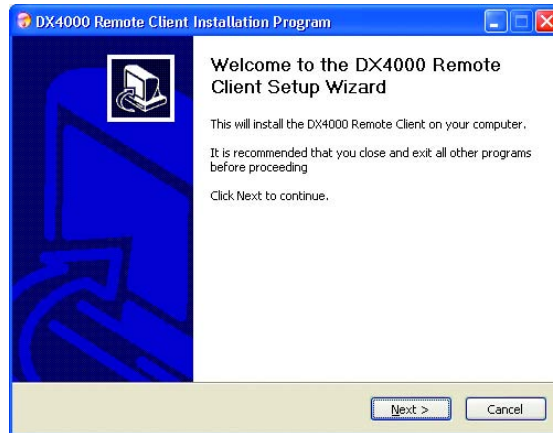 DX4000 Remote Client Installation Program
Welcome to the DX4000 Remote
Client Setup Wizard
This will install the DX4000 Remote Client on your computer.
It is recommended that you close and exit all other programs
before proceeding
Click Next to continue.
Next >
Cancel